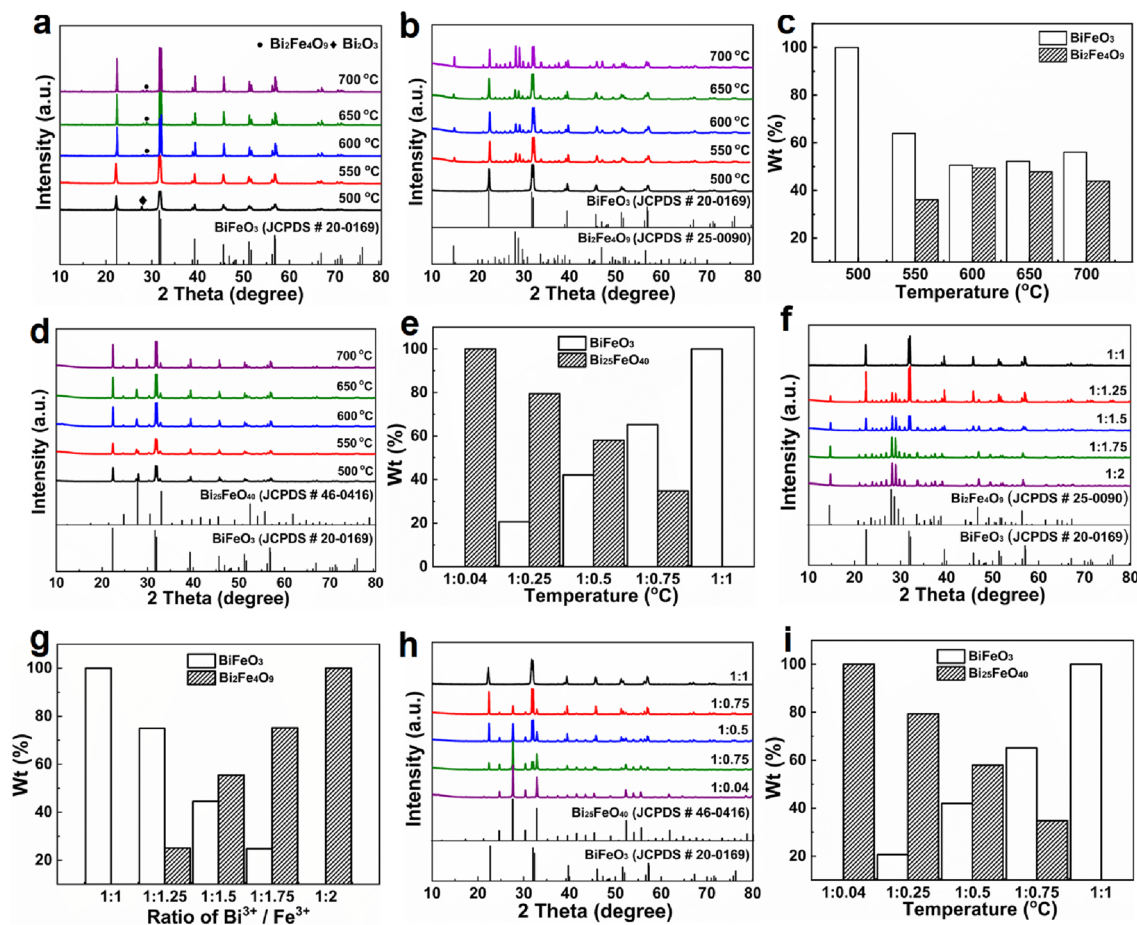 a
• Bi₂Fe₄O₉ ♦ Bi₂O₃
700 °C
650 °C
600 °C
550 °C
500 °C
BiFeO₃ (JCPDS # 20-0169)
Intensity (a.u.)
10 20 30 40 50 60 70 80
2 Theta (degree)
b
700 °C
650 °C
600 °C
550 °C
500 °C
BiFeO₃ (JCPDS # 20-0169)
Bi₂Fe₄O₉ (JCPDS # 25-0090)
Intensity (a.u.)
10 20 30 40 50 60 70 80
2 Theta (degree)
c
BiFeO₃
Bi₂Fe₄O₉
Wt (%)
100
80
60
40
20
500 550 600 650 700
Temperature (°C)
d
700 °C
650 °C
600 °C
550 °C
500 °C
Bi₂₅FeO₄₀ (JCPDS # 46-0416)
BiFeO₃ (JCPDS # 20-0169)
Intensity (a.u.)
10 20 30 40 50 60 70 80
2 Theta (degree)
e
BiFeO₃
Bi₂₅FeO₄₀
Wt (%)
100
80
60
40
20
0
1:0.04 1:0.25 1:0.5 1:0.75 1:1
Temperature (°C)
f
1:1
1:1.25
1:1.5
1:1.75
1:2
Bi₂Fe₄O₉ (JCPDS # 25-0090)
BiFeO₃ (JCPDS # 20-0169)
Intensity (a.u.)
10 20 30 40 50 60 70 80
2 Theta (degree)
g
BiFeO₃
Bi₂Fe₄O₉
Wt (%)
100
80
60
40
20
1:1 1:1.25 1:1.5 1:1.75 1:2
Ratio of Bi³⁺ / Fe³⁺
h
1:1
1:0.75
1:0.5
1:0.75
1:0.04
Bi₂₅FeO₄₀ (JCPDS # 46-0416)
BiFeO₃ (JCPDS # 20-0169)
Intensity (a.u.)
10 20 30 40 50 60 70 80
2 Theta (degree)
i
BiFeO₃
Bi₂₅FeO₄₀
Wt (%)
100
80
60
40
20
1:0.04 1:0.25 1:0.5 1:0.75 1:1
Temperature (°C)